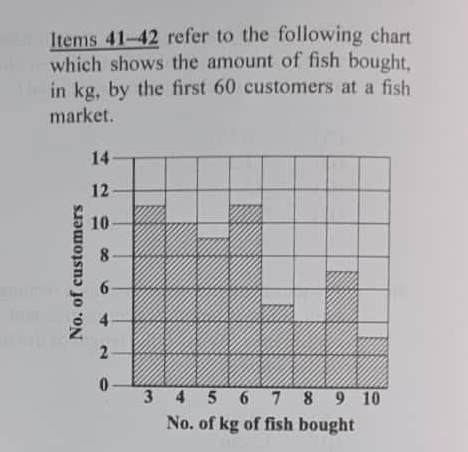 Items 41–42 refer to the following chart
which shows the amount of fish bought,
in kg, by the first 60 customers at a fish
market.
No. of customers
14
12
10
8
6
4
2
0
3 4 5 6 7 8 9 10
No. of kg of fish bought